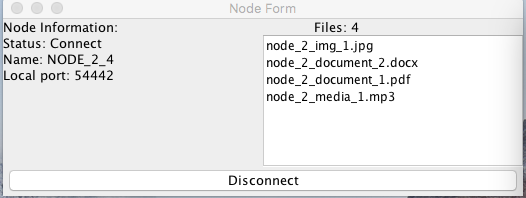 Node Form
Node Information:
Status: Connect
Name: NODE_2_4
Local port: 54442
Files: 4
node_2_img_1.jpg
node_2_document_2.docx
node_2_document_1.pdf
node_2_media_1.mp3
Disconnect